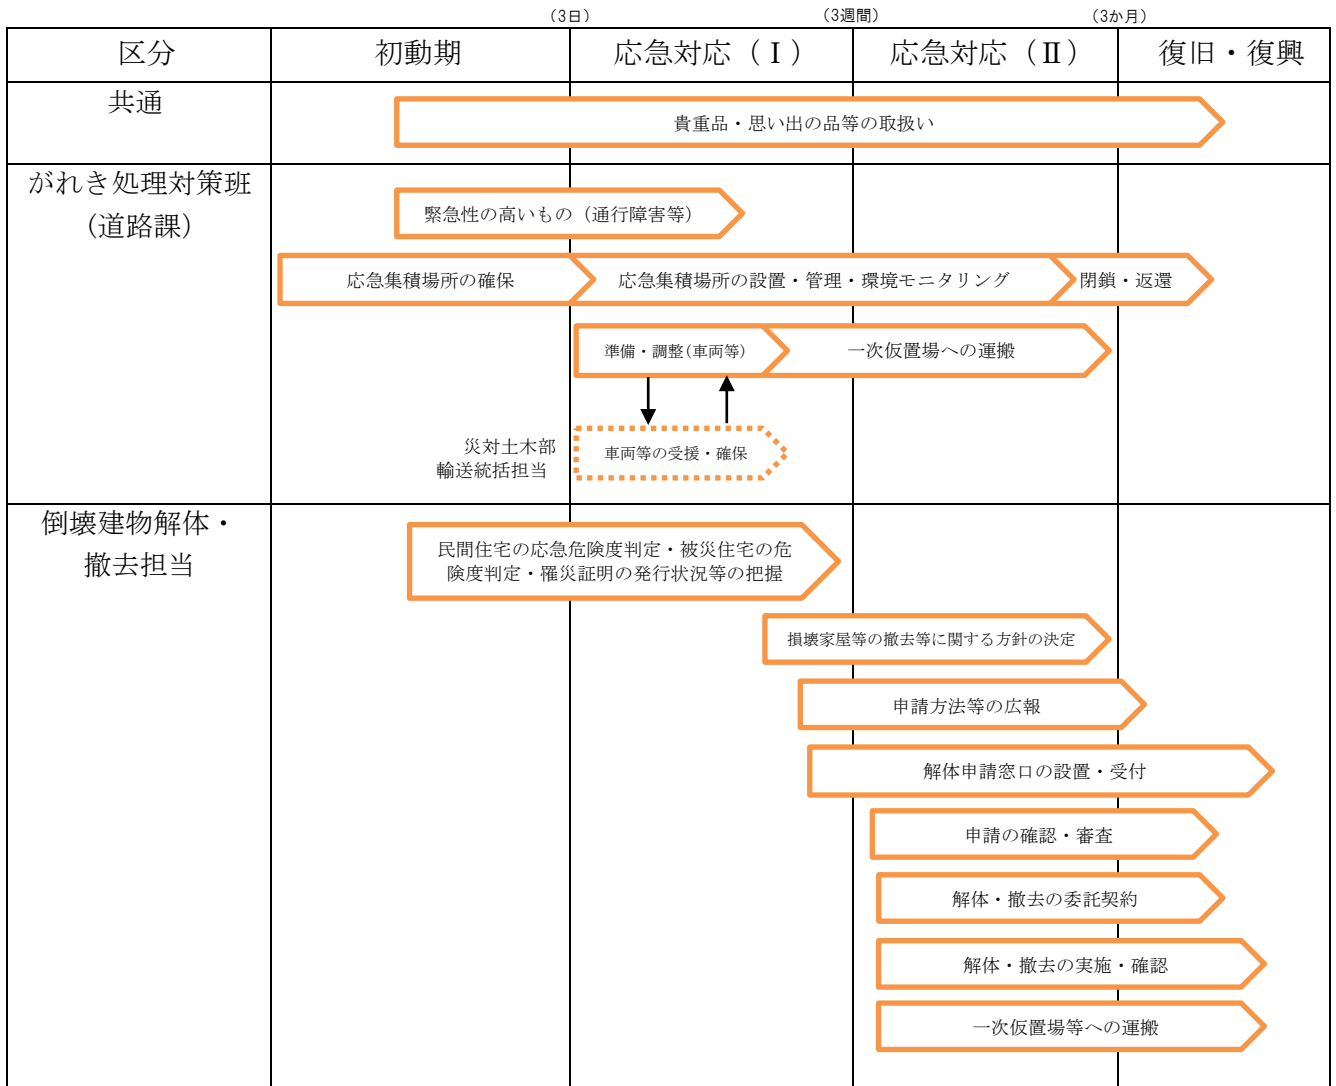 （3日）
（3週間）
（3か月）
区分
初動期
応急対応（Ⅰ）
応急対応（Ⅱ）
復旧・復興
共通
貴重品・思い出の品等の取扱い
がれき処理対策班
（道路課）
緊急性の高いもの（通行障害等）
応急集積場所の確保
応急集積場所の設置・管理・環境モニタリング
閉鎖・返還
準備・調整(車両等)
一次仮置場への運搬
災対土木部
輸送統括担当
車両等の受援・確保
倒壊建物解体・
撤去担当
民間住宅の応急危険度判定・被災住宅の危
険度判定・罹災証明の発行状況等の把握
損壊家屋等の撤去等に関する方針の決定
申請方法等の広報
解体申請窓口の設置・受付
申請の確認・審査
解体・撤去の委託契約
解体・撤去の実施・確認
一次仮置場等への運搬